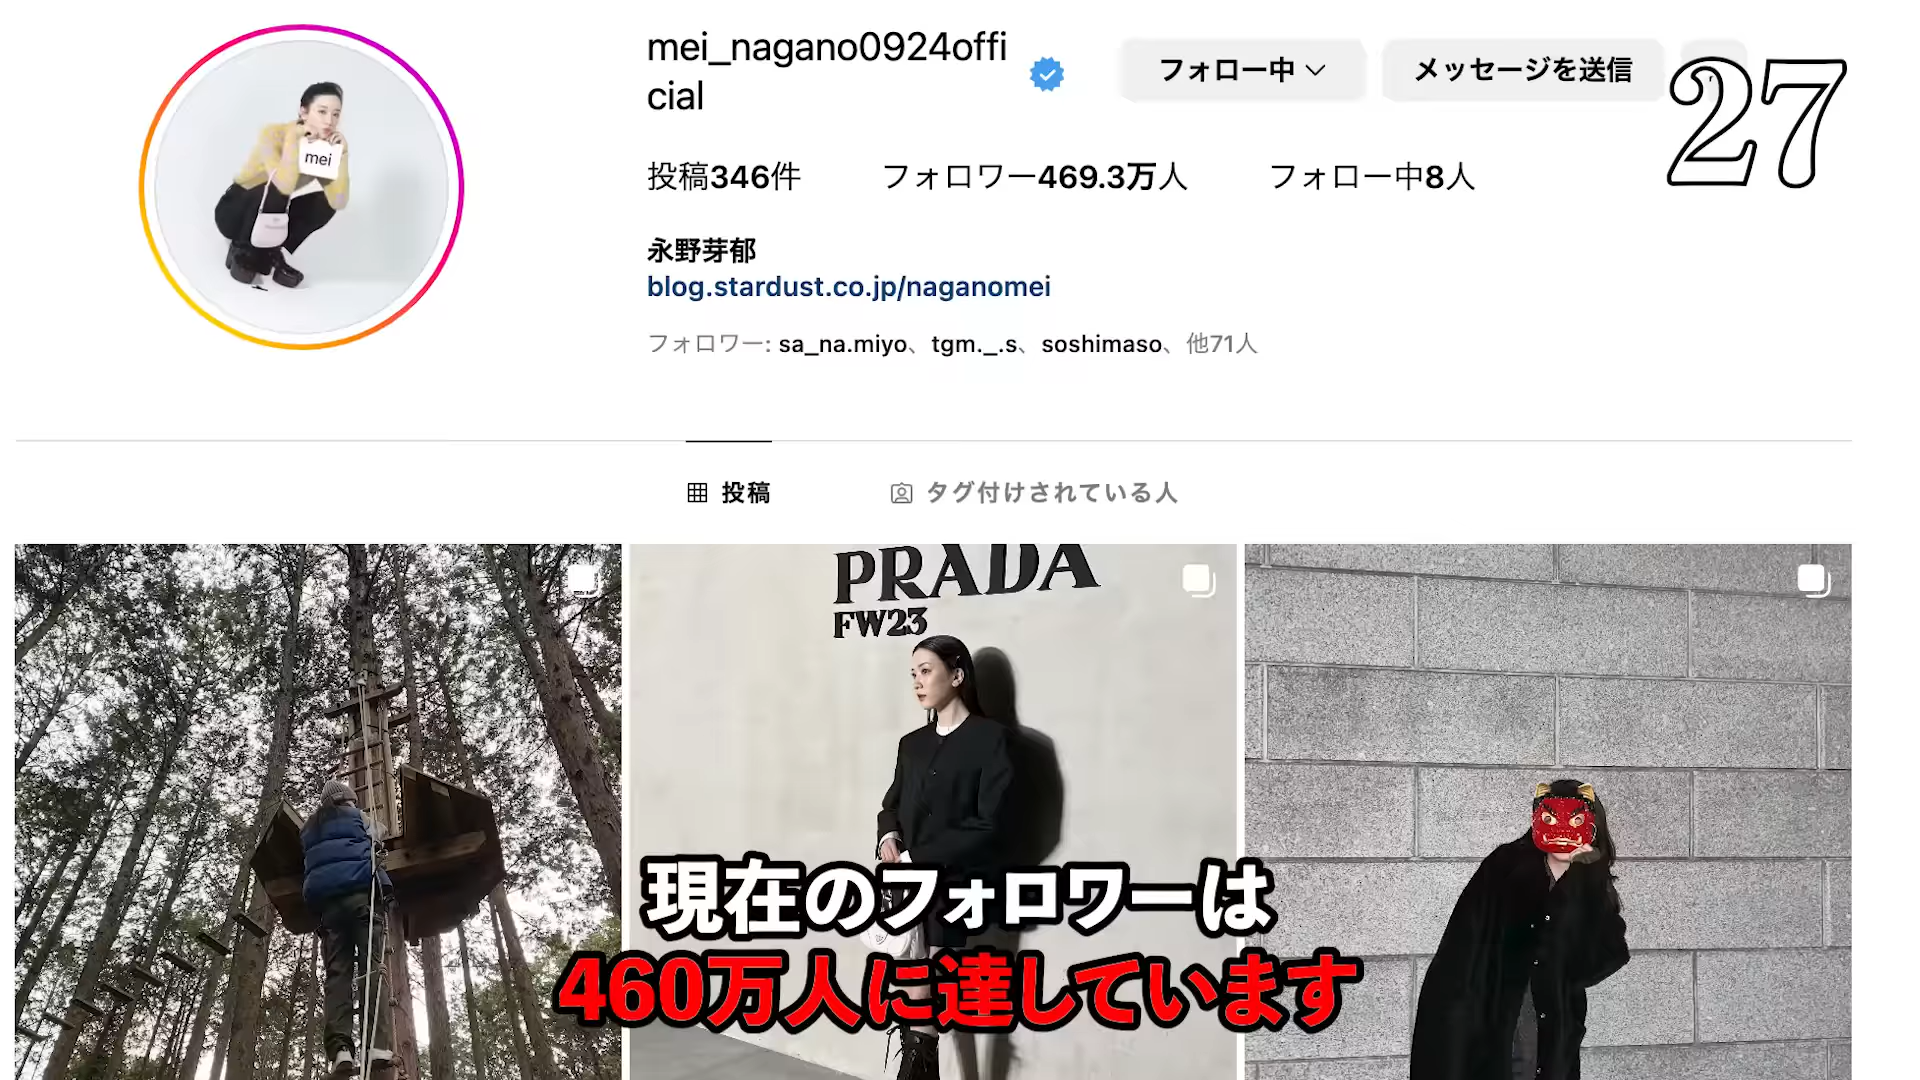 mei_nagano0924offi
cial
フォロー中
メッセージを送信
27
mei
投稿346件
フォロワー469.3万人
フォロー中8人
永野芽郁
blog.stardust.co.jp/naganomei
フォロワー: sa_na.miyo、tgm._.s、soshimaso、他71人
投稿
タグ付けされている人
PRADA
FW23
現在のフォロワーは
460万人に達しています